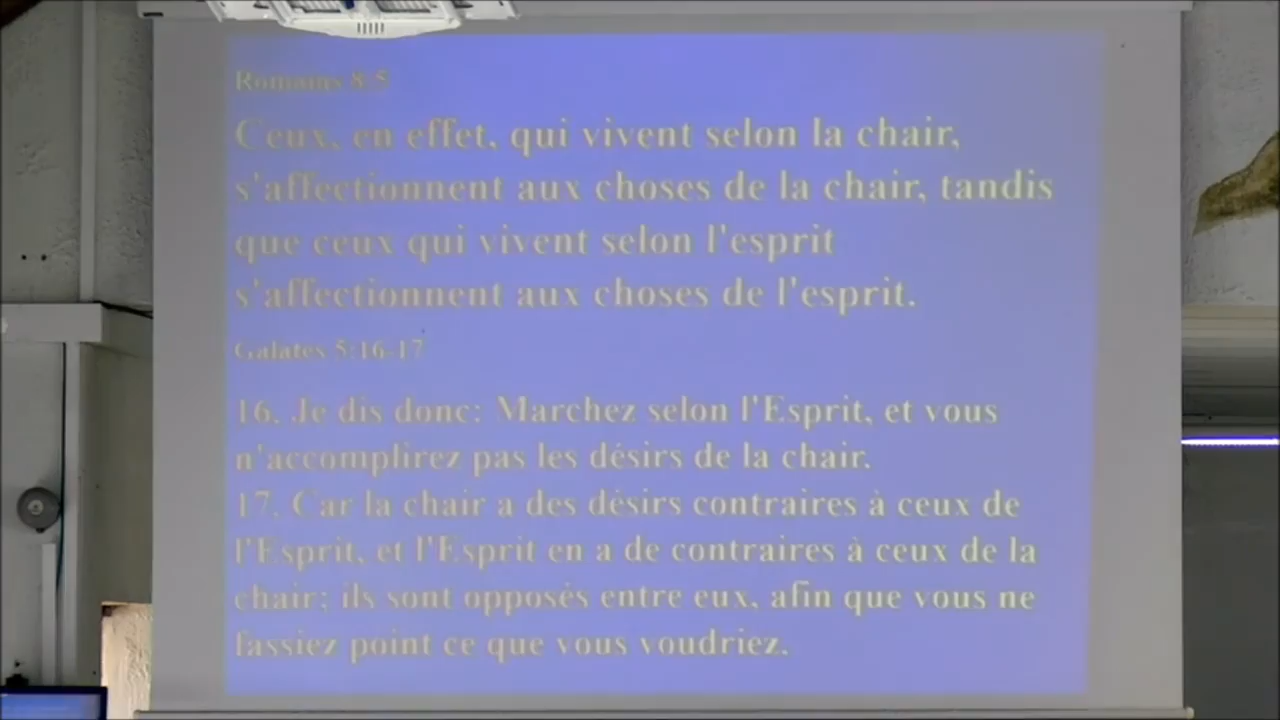 Romains 8:5
Ceux, en effet, qui vivent selon la chair,
s'affectionnent aux choses de la chair, tandis
que ceux qui vivent selon l'esprit
s'affectionnent aux choses de l'esprit.
Galates 5:16-17
16. Je dis donc: Marchez selon l'Esprit, et vous
n'accomplirez pas les désirs de la chair.
17. Car la chair a des désirs contraires à ceux de
l'Esprit, et l'Esprit en a de contraires à ceux de la
chair; ils sont opposés entre eux, afin que vous ne
fassiez point ce que vous voudriez.